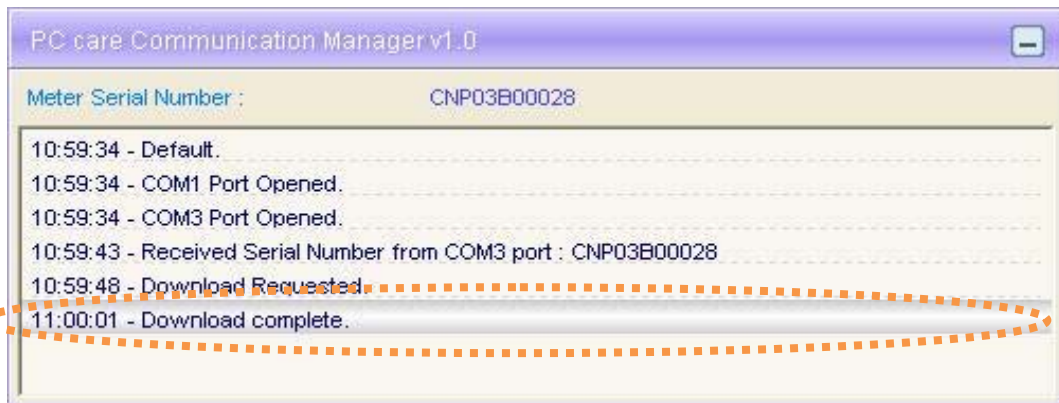 PC care Communication Manager v1.0
Meter Serial Number : CNP03B00028
10:59:34 - Default.
10:59:34 - COM1 Port Opened.
10:59:34 - COM3 Port Opened.
10:59:43 - Received Serial Number from COM3 port : CNP03B00028
10:59:48 - Download Requested.
11:00:01 - Download complete.